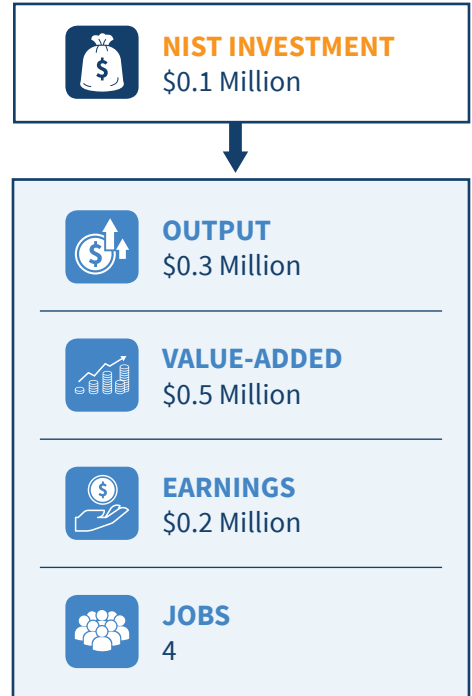 $
NIST INVESTMENT
$0.1 Million
$
OUTPUT
$0.3 Million
VALUE-ADDED
$0.5 Million
$
EARNINGS
$0.2 Million
JOBS
4